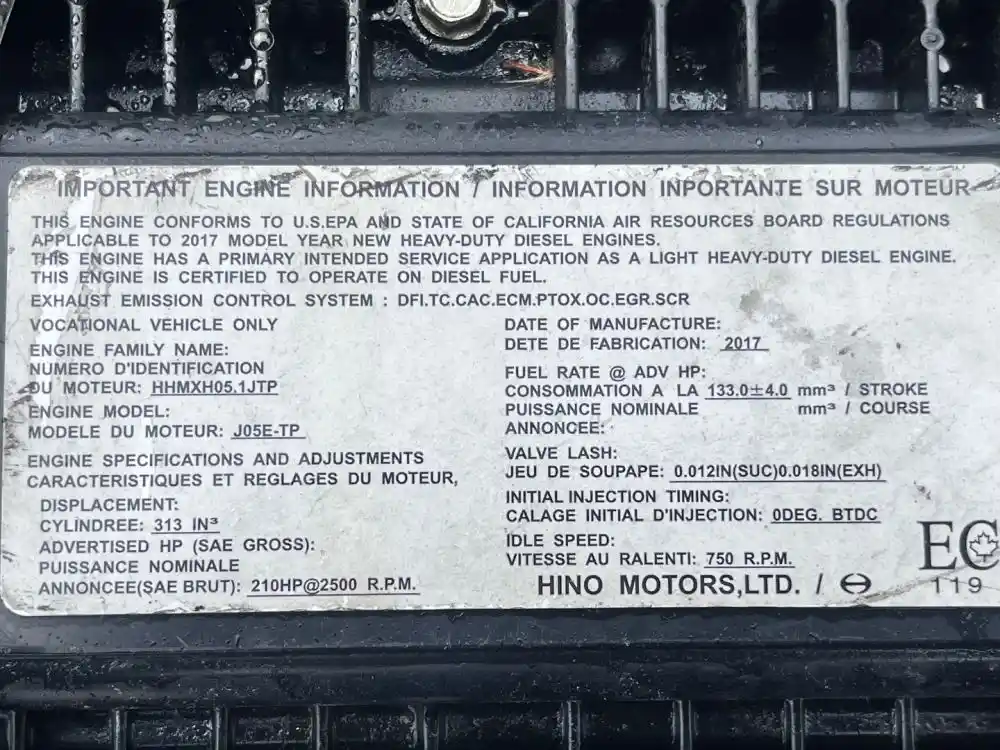 IMPORTANT ENGINE INFORMATION / INFORMATION INPORTANTE SUR MOTEUR
THIS ENGINE CONFORMS TO U.S.EPA AND STATE OF CALIFORNIA AIR RESOURCES BOARD REGULATIONS
APPLICABLE TO 2017 MODEL YEAR NEW HEAVY-DUTY DIESEL ENGINES.
THIS ENGINE HAS A PRIMARY INTENDED SERVICE APPLICATION AS A LIGHT HEAVY-DUTY DIESEL ENGINE.
THIS ENGINE IS CERTIFIED TO OPERATE ON DIESEL FUEL.
EXHAUST EMISSION CONTROL SYSTEM : DFI.TC.CAC.ECM.PTOX.OC.EGR.SCR
VOCATIONAL VEHICLE ONLY
ENGINE FAMILY NAME:
NUMÉRO D'IDENTIFICATION
DU MOTEUR: HHMXH05.1JTP
ENGINE MODEL:
MODELE DU MOTEUR: J05E-TP
ENGINE SPECIFICATIONS AND ADJUSTMENTS
CARACTERISTIQUES ET REGLAGES DU MOTEUR,
DISPLACEMENT:
CYLINDREE: 313 IN³
ADVERTISED HP (SAE GROSS):
PUISSANCE NOMINALE
ANNONCEE(SAE BRUT): 210HP@2500 R.P.M.
DATE OF MANUFACTURE:
DETE DE FABRICATION: 2017
FUEL RATE @ ADV HP:
CONSOMMATION A LA 133.0±4.0 mm³ / STROKE
PUISSANCE NOMINALE mm³ / COURSE
ANNONCEE:
VALVE LASH:
JEU DE SOUPAPE: 0.012IN(SUC)0.018IN(EXH)
INITIAL INJECTION TIMING:
CALAGE INITIAL D'INJECTION: 0DEG. BTDC
IDLE SPEED:
VITESSE AU RALENTI: 750 R.P.M.
HINO MOTORS,LTD. /
EC
119